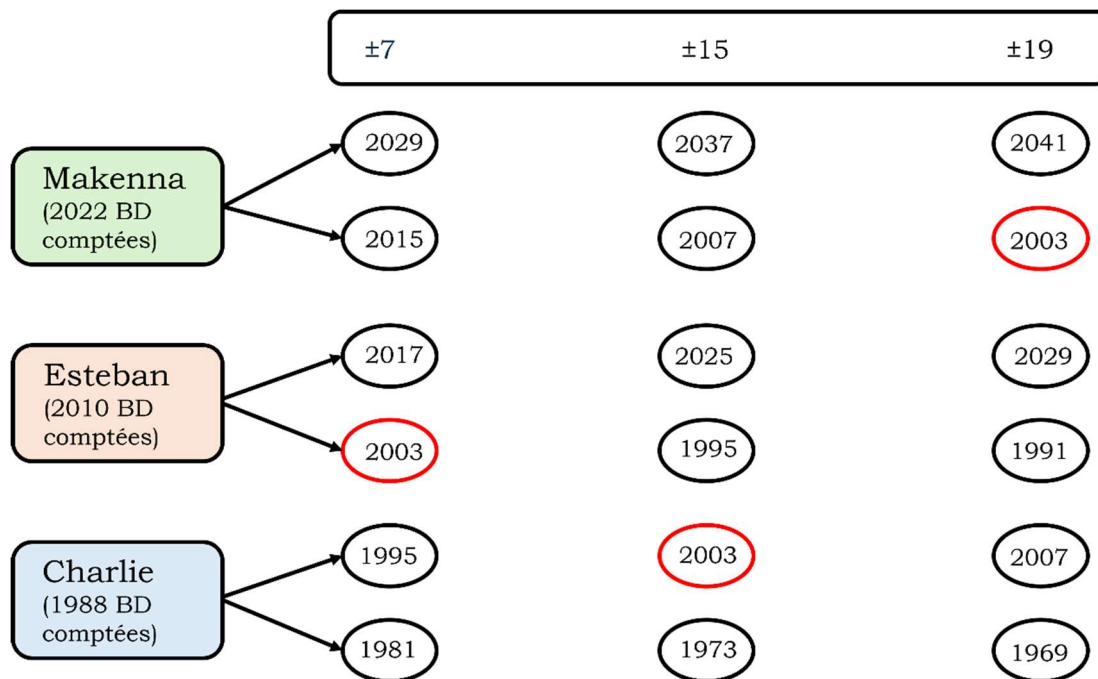 ±7 ±15 ±19
2029 2037 2041
Makenna
(2022 BD
comptées)
2015 2007 2003
2017 2025 2029
Esteban
(2010 BD
comptées)
2003 1995 1991
1995 2003 2007
Charlie
(1988 BD
comptées)
1981 1973 1969